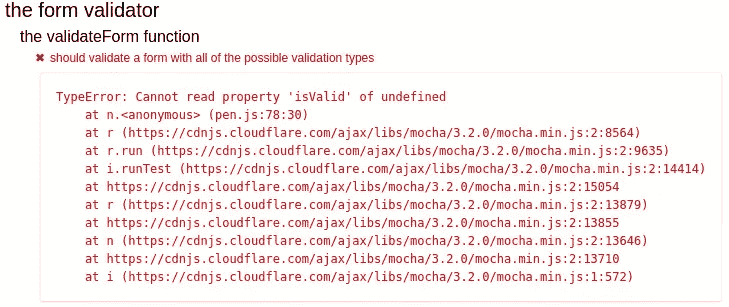 the form validator
the validateForm function
✖ should validate a form with all of the possible validation types
TypeError: Cannot read property 'isValid' of undefined
at n.<anonymous> (pen.js:78:30)
at r (https://cdnjs.cloudflare.com/ajax/libs/mocha/3.2.0/mocha.min.js:2:8564)
at r.run (https://cdnjs.cloudflare.com/ajax/libs/mocha/3.2.0/mocha.min.js:2:9635)
at i.runTest (https://cdnjs.cloudflare.com/ajax/libs/mocha/3.2.0/mocha.min.js:2:14414)
at https://cdnjs.cloudflare.com/ajax/libs/mocha/3.2.0/mocha.min.js:2:15054
at r (https://cdnjs.cloudflare.com/ajax/libs/mocha/3.2.0/mocha.min.js:2:13879)
at https://cdnjs.cloudflare.com/ajax/libs/mocha/3.2.0/mocha.min.js:2:13855
at n (https://cdnjs.cloudflare.com/ajax/libs/mocha/3.2.0/mocha.min.js:2:13646)
at https://cdnjs.cloudflare.com/ajax/libs/mocha/3.2.0/mocha.min.js:2:13710
at i (https://cdnjs.cloudflare.com/ajax/libs/mocha/3.2.0/mocha.min.js:1:572)